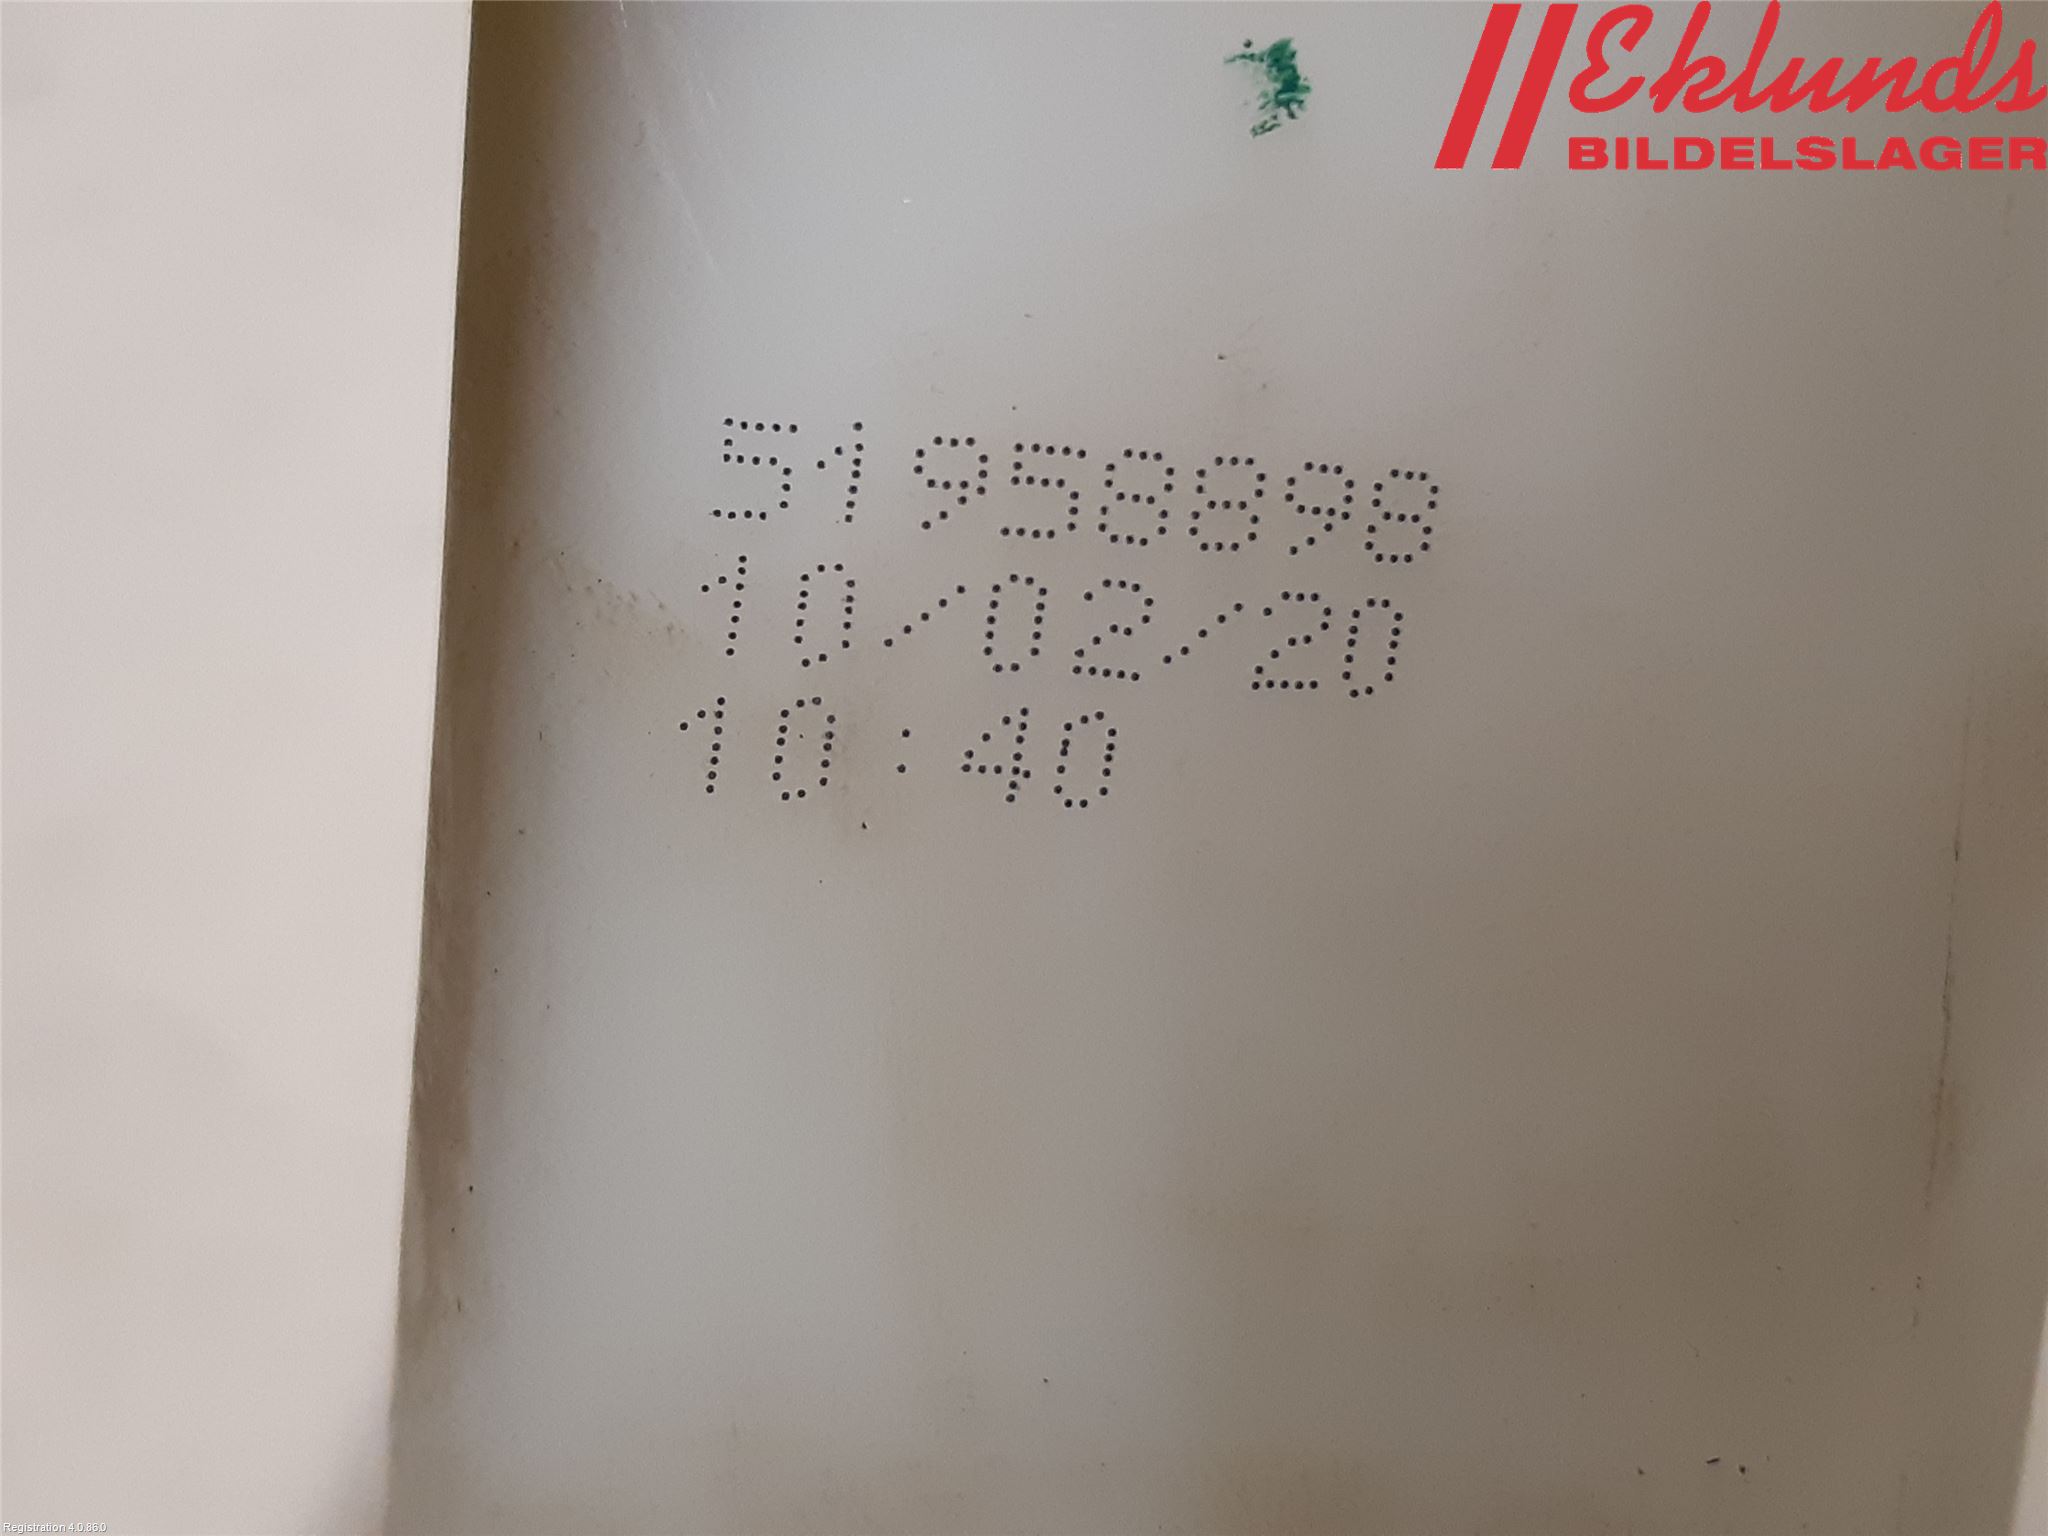 Eklunds
BILDELSLAGER
51958898
10/02/20
10:40
Registration 4.0.86.0